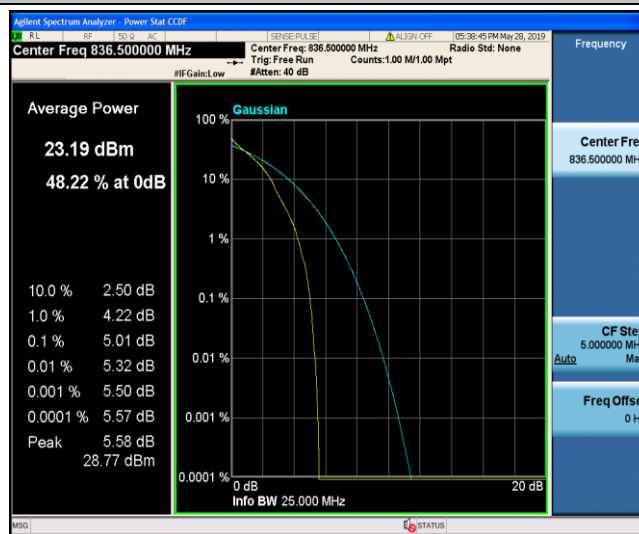 Agilent Spectrum Analyzer - Power Stat CCDF
RL RF 50 Ω AC SENSE:PULSE ALIGN OFF 05:38:45 PM May 28, 2019
Center Freq 836.500000 MHz
Center Freq: 836.500000 MHz Radio Std: None
Trig: Free Run Counts:1.00 M/1.00 Mpt
#IFGain:Low #Atten: 40 dB
Frequency
Average Power
23.19 dBm
48.22 % at 0dB
10.0 % 2.50 dB
1.0 % 4.22 dB
0.1 % 5.01 dB
0.01 % 5.32 dB
0.001 % 5.50 dB
0.0001 % 5.57 dB
Peak 5.58 dB
28.77 dBm
Gaussian
100 %
10 %
1 %
0.1 %
0.01 %
0.001 %
0.0001 %
0 dB 20 dB
Info BW 25.000 MHz
Center Fre
836.500000 MH
CF Ste
5.000000 MH
Auto Ma
Freq Offse
0 H
MSG STATUS